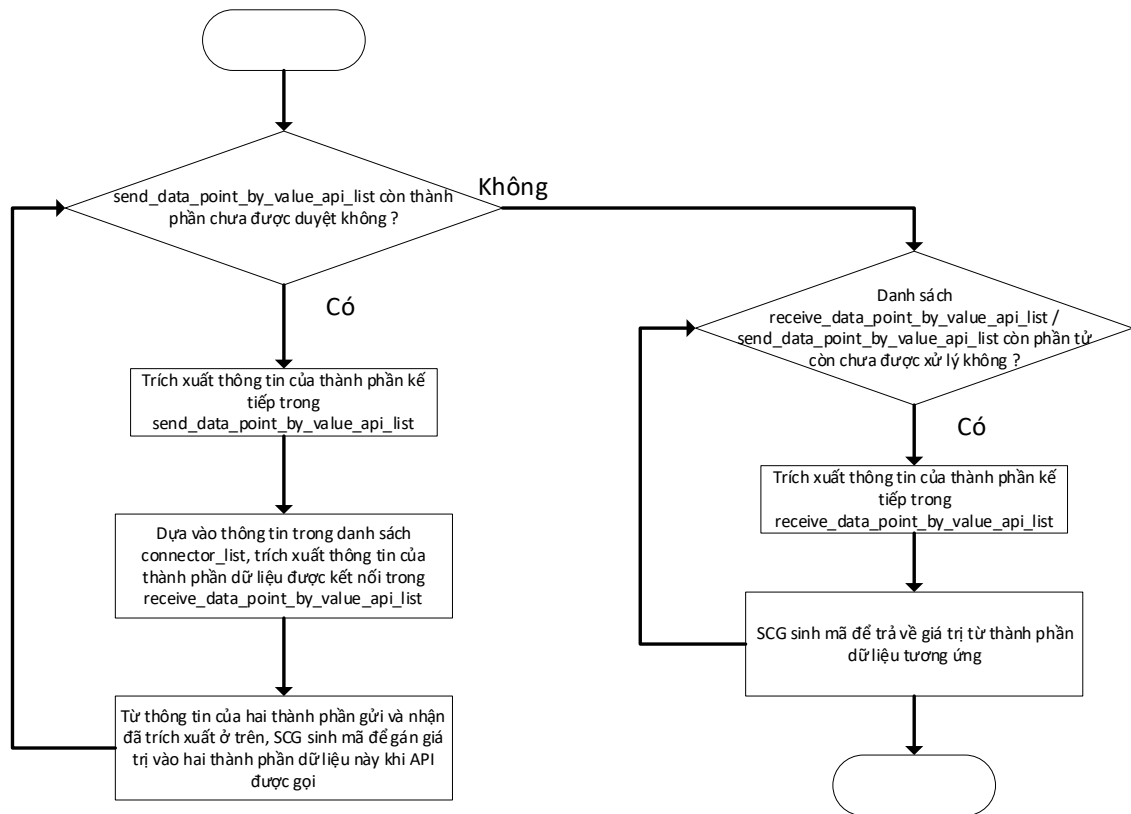 send_data_point_by_value_api_list còn thành
phần chưa được duyệt không ?
Không
Có
Trích xuất thông tin của thành phần kế
tiếp trong
send_data_point_by_value_api_list
Dựa vào thông tin trong danh sách
connector_list, trích xuất thông tin của
thành phần dữ liệu được kết nối trong
receive_data_point_by_value_api_list
Từ thông tin của hai thành phần gửi và nhận
đã trích xuất ở trên, SCG sinh mã để gán giá
trị vào hai thành phần dữ liệu này khi API
được gọi
Danh sách
receive_data_point_by_value_api_list /
send_data_point_by_value_api_list còn phần tử
còn chưa được xử lý không ?
Có
Trích xuất thông tin của thành phần kế
tiếp trong
receive_data_point_by_value_api_list
SCG sinh mã để trả về giá trị từ thành phần
dữ liệu tương ứng